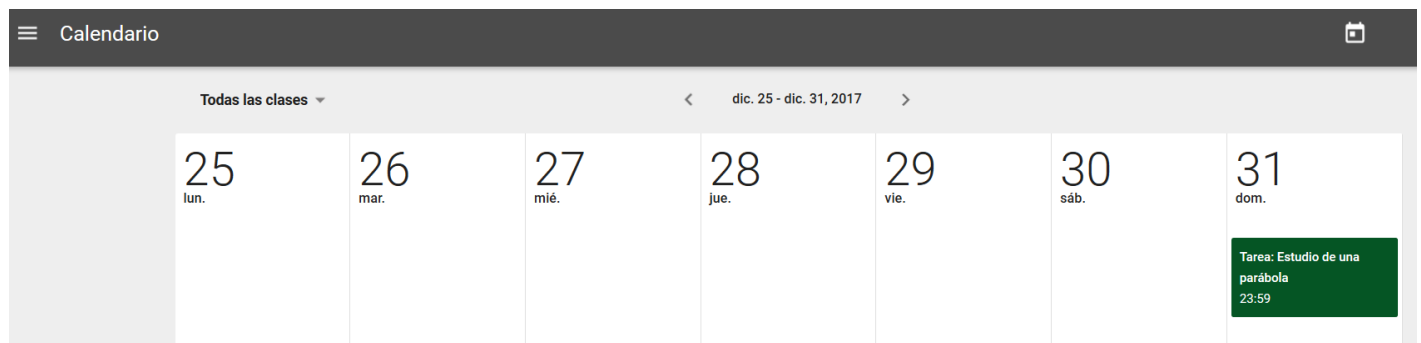 Calendario
Todas las clases
dic. 25 - dic. 31, 2017
25
lun.
26
mar.
27
mié.
28
jue.
29
vie.
30
sáb.
31
dom.
Tarea: Estudio de una
parábola
23:59